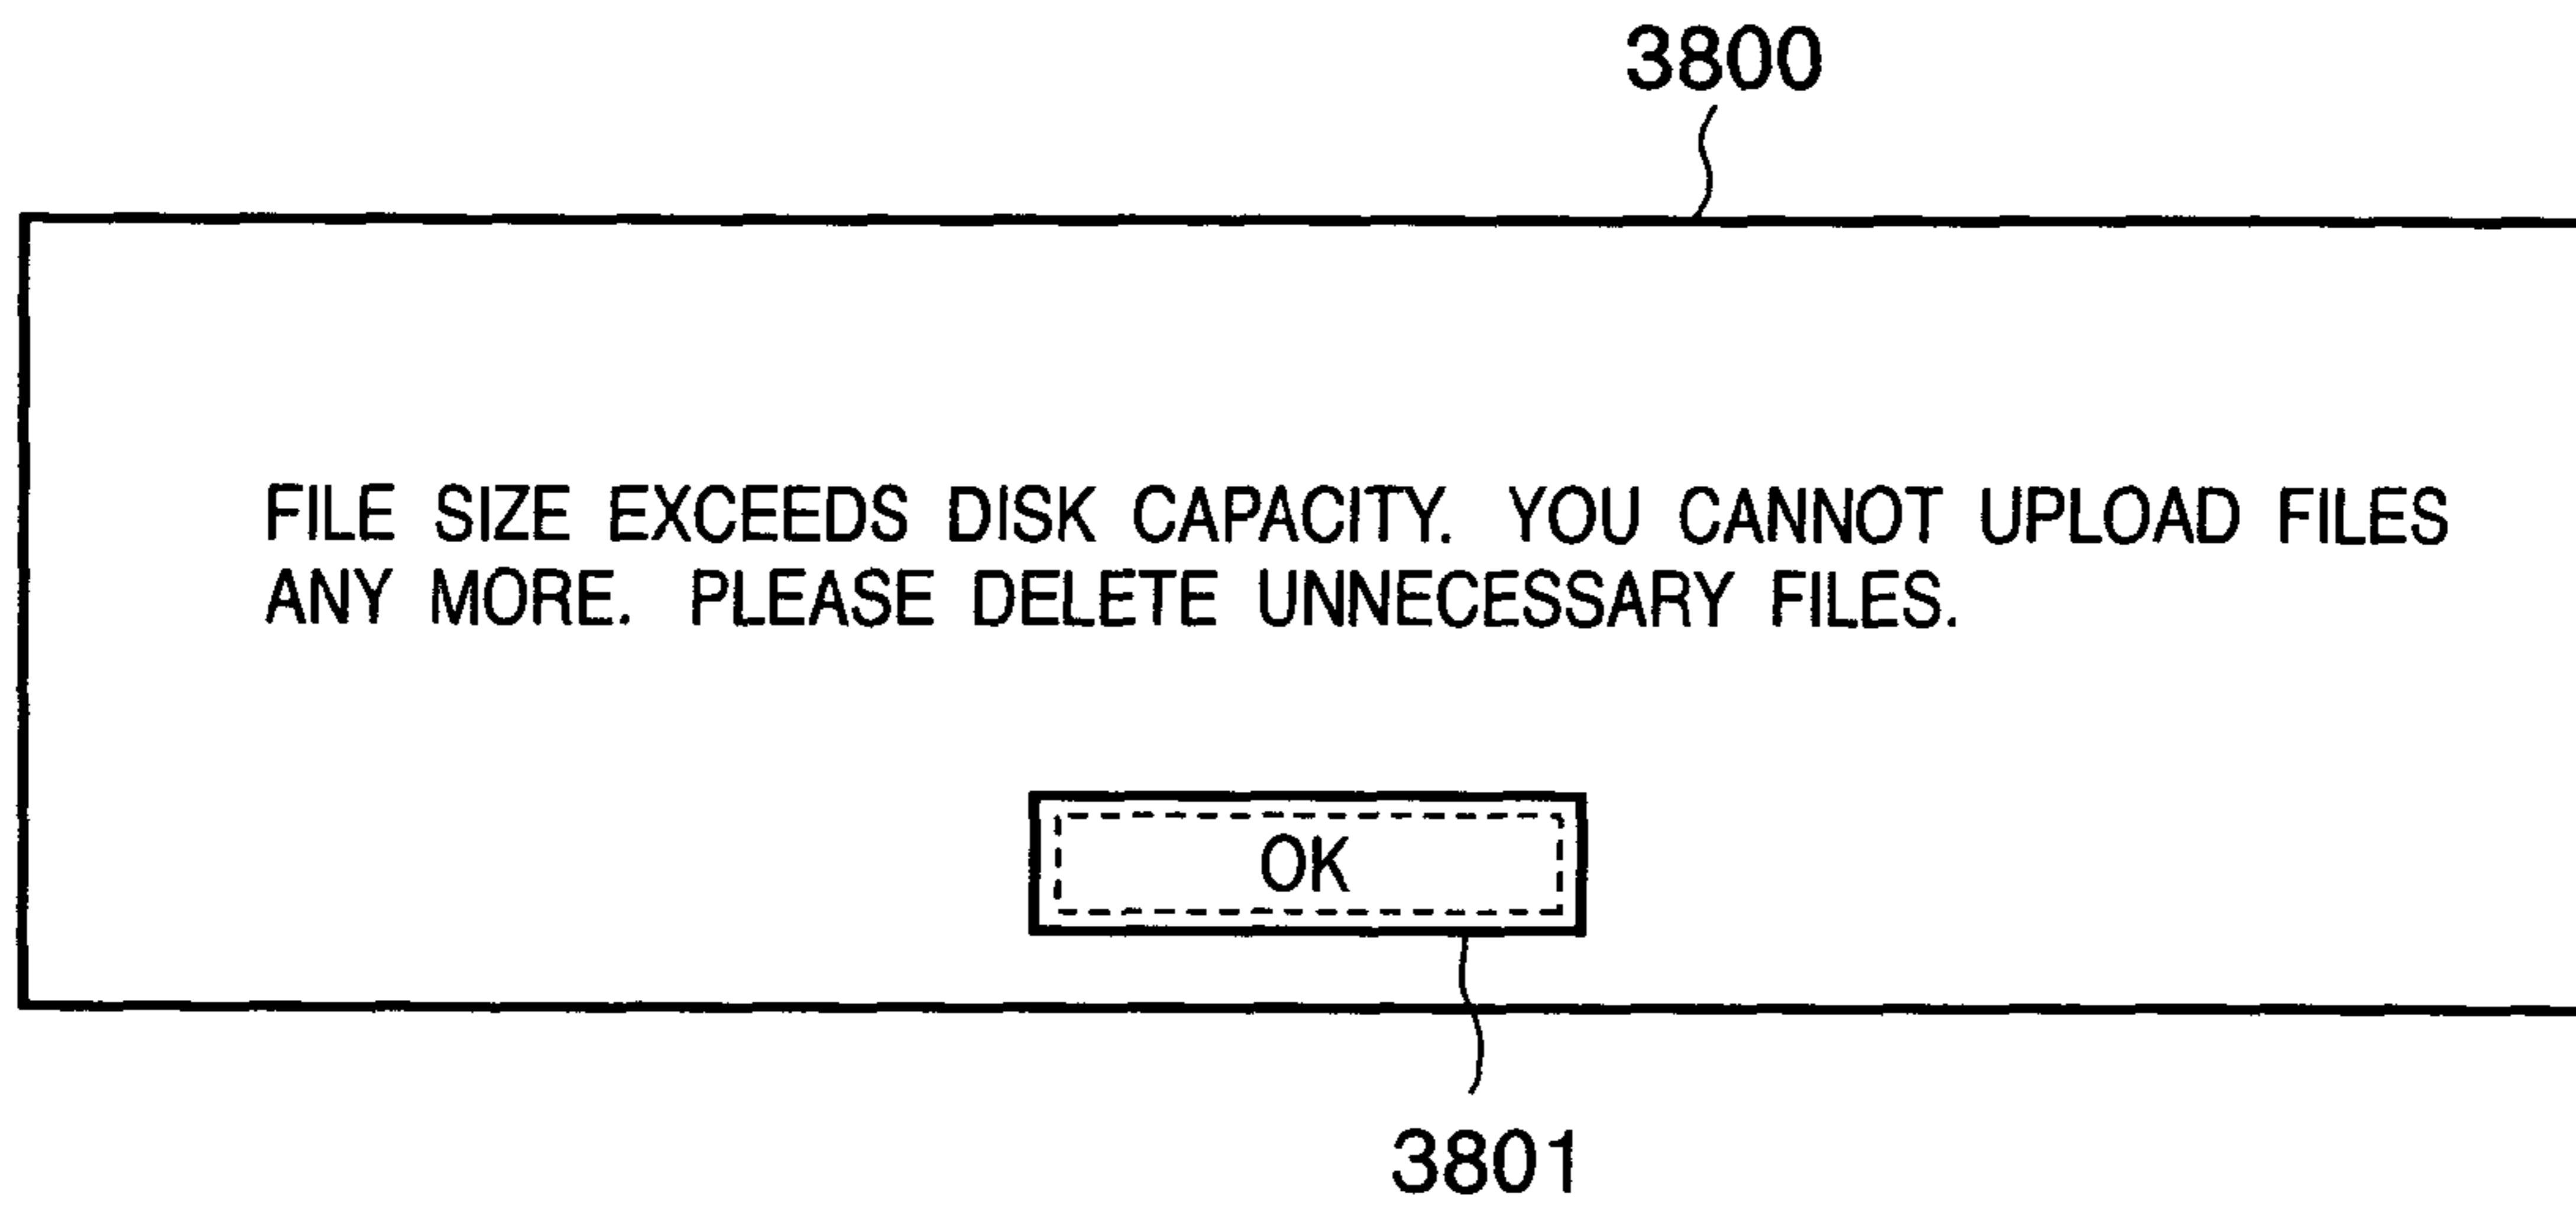 3800
FILE SIZE EXCEEDS DISK CAPACITY. YOU CANNOT UPLOAD FILES
ANY MORE. PLEASE DELETE UNNECESSARY FILES.
OK
3801